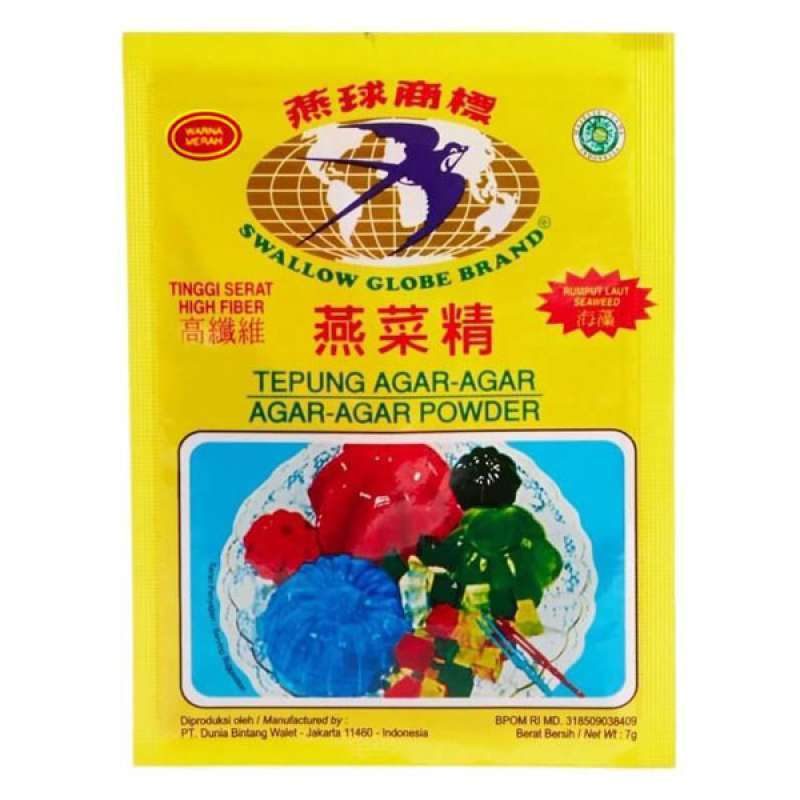 燕球商標
WARNA
MERAH
SWALLOW GLOBE BRAND®
TINGGI SERAT
HIGH FIBER
高纖維
RUMPUT LAUT
SEAWEED
海藻
燕菜精
TEPUNG AGAR-AGAR
AGAR-AGAR POWDER
Saran Penyajian
Diproduksi oleh / Manufactured by :
PT. Dunia Bintang Walet - Jakarta 11460 - Indonesia
BPOM RI MD. 318509038409
Berat Bersih / Net Wt : 7g